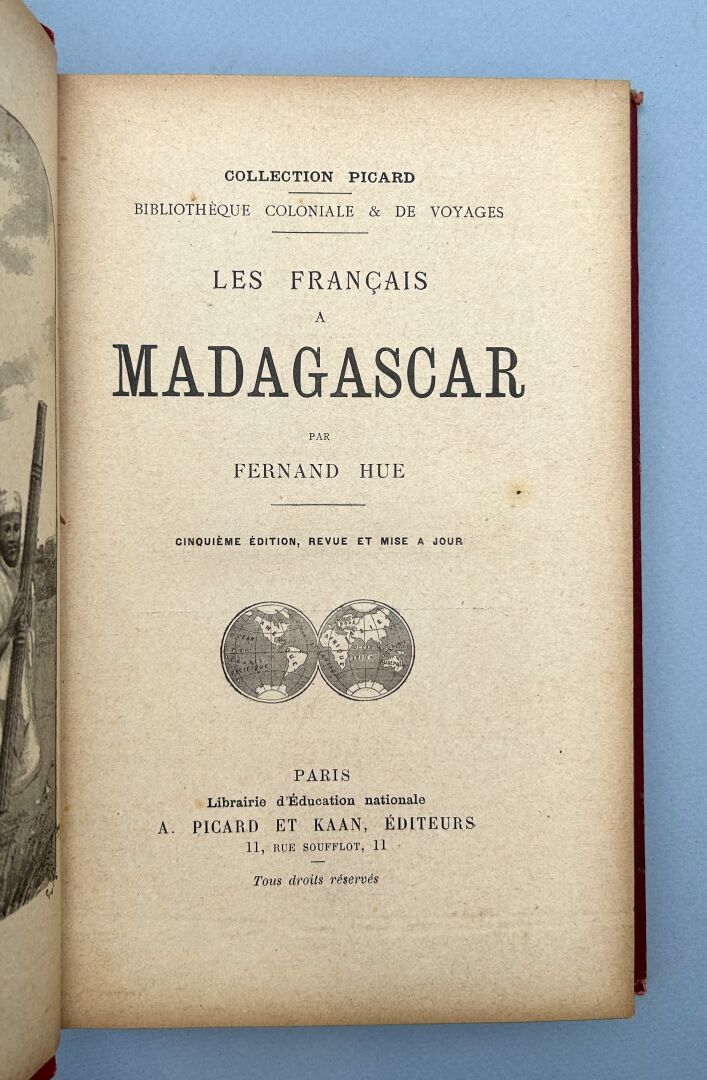 COLLECTION PICARD
BIBLIOTHÈQUE COLONIALE & DE VOYAGES
LES FRANÇAIS
A
MADAGASCAR
PAR
FERNAND HUE
CINQUIÈME ÉDITION, REVUE ET MISE A JOUR
PARIS
Librairie d'Éducation nationale
A. PICARD ET KAAN, ÉDITEURS
11, RUE SOUFFLOT, 11
Tous droits réservés